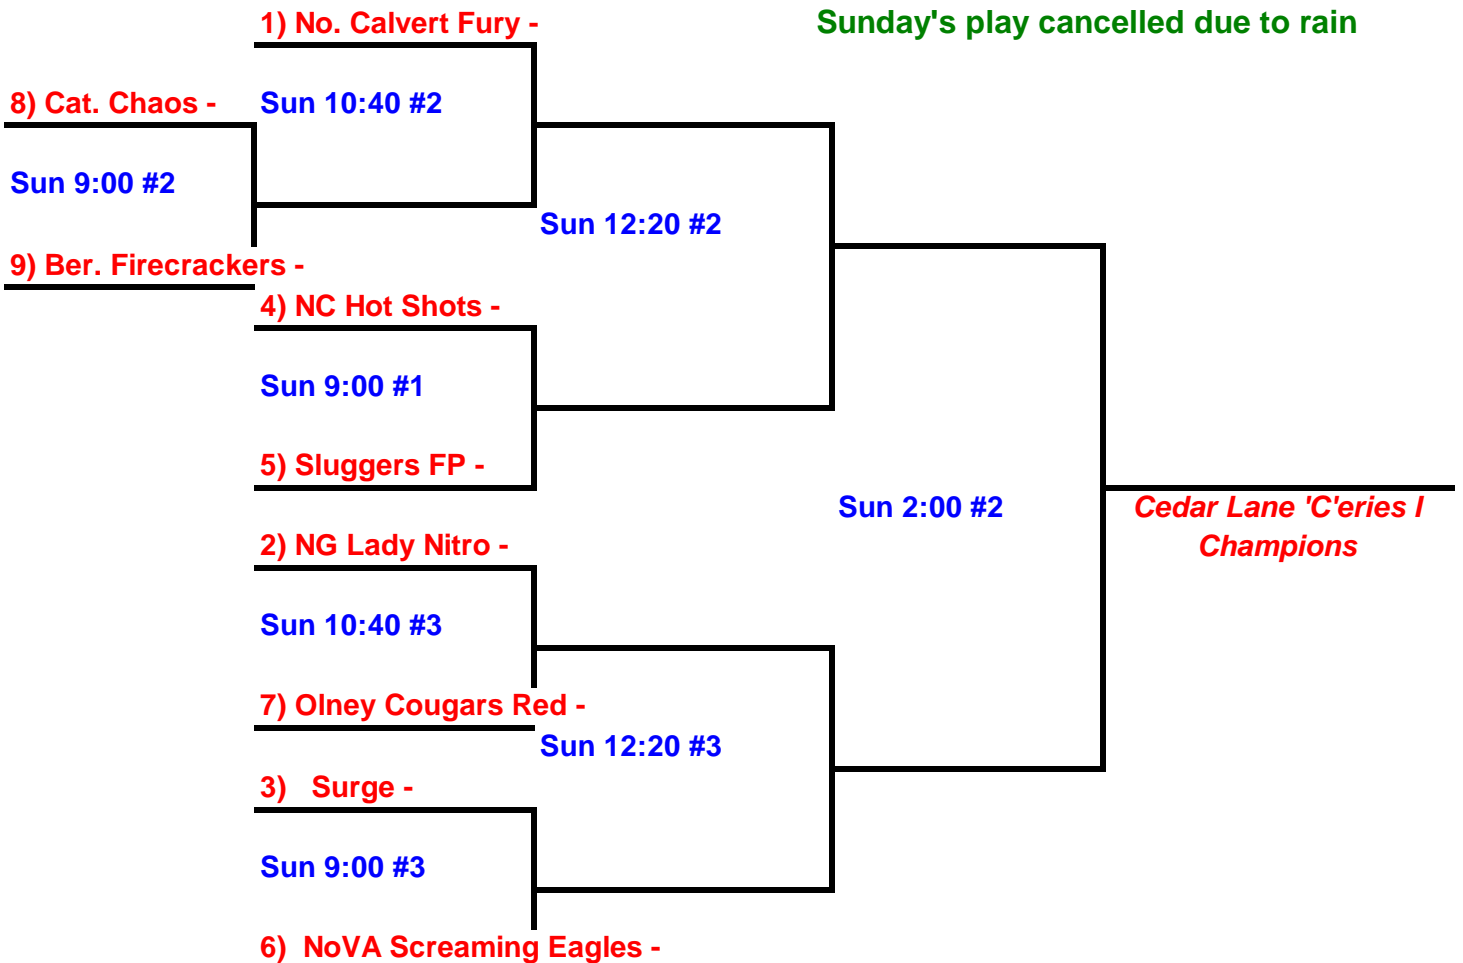 1) No. Calvert Fury -
Sunday's play cancelled due to rain
8) Cat. Chaos -
Sun 10:40 #2
Sun 9:00 #2
Sun 12:20 #2
9) Ber. Firecrackers -
4) NC Hot Shots -
Sun 9:00 #1
5) Sluggers FP -
Sun 2:00 #2
Cedar Lane 'C'eries I
Champions
2) NG Lady Nitro -
Sun 10:40 #3
7) Olney Cougars Red -
Sun 12:20 #3
3) Surge -
Sun 9:00 #3
6) NoVA Screaming Eagles -